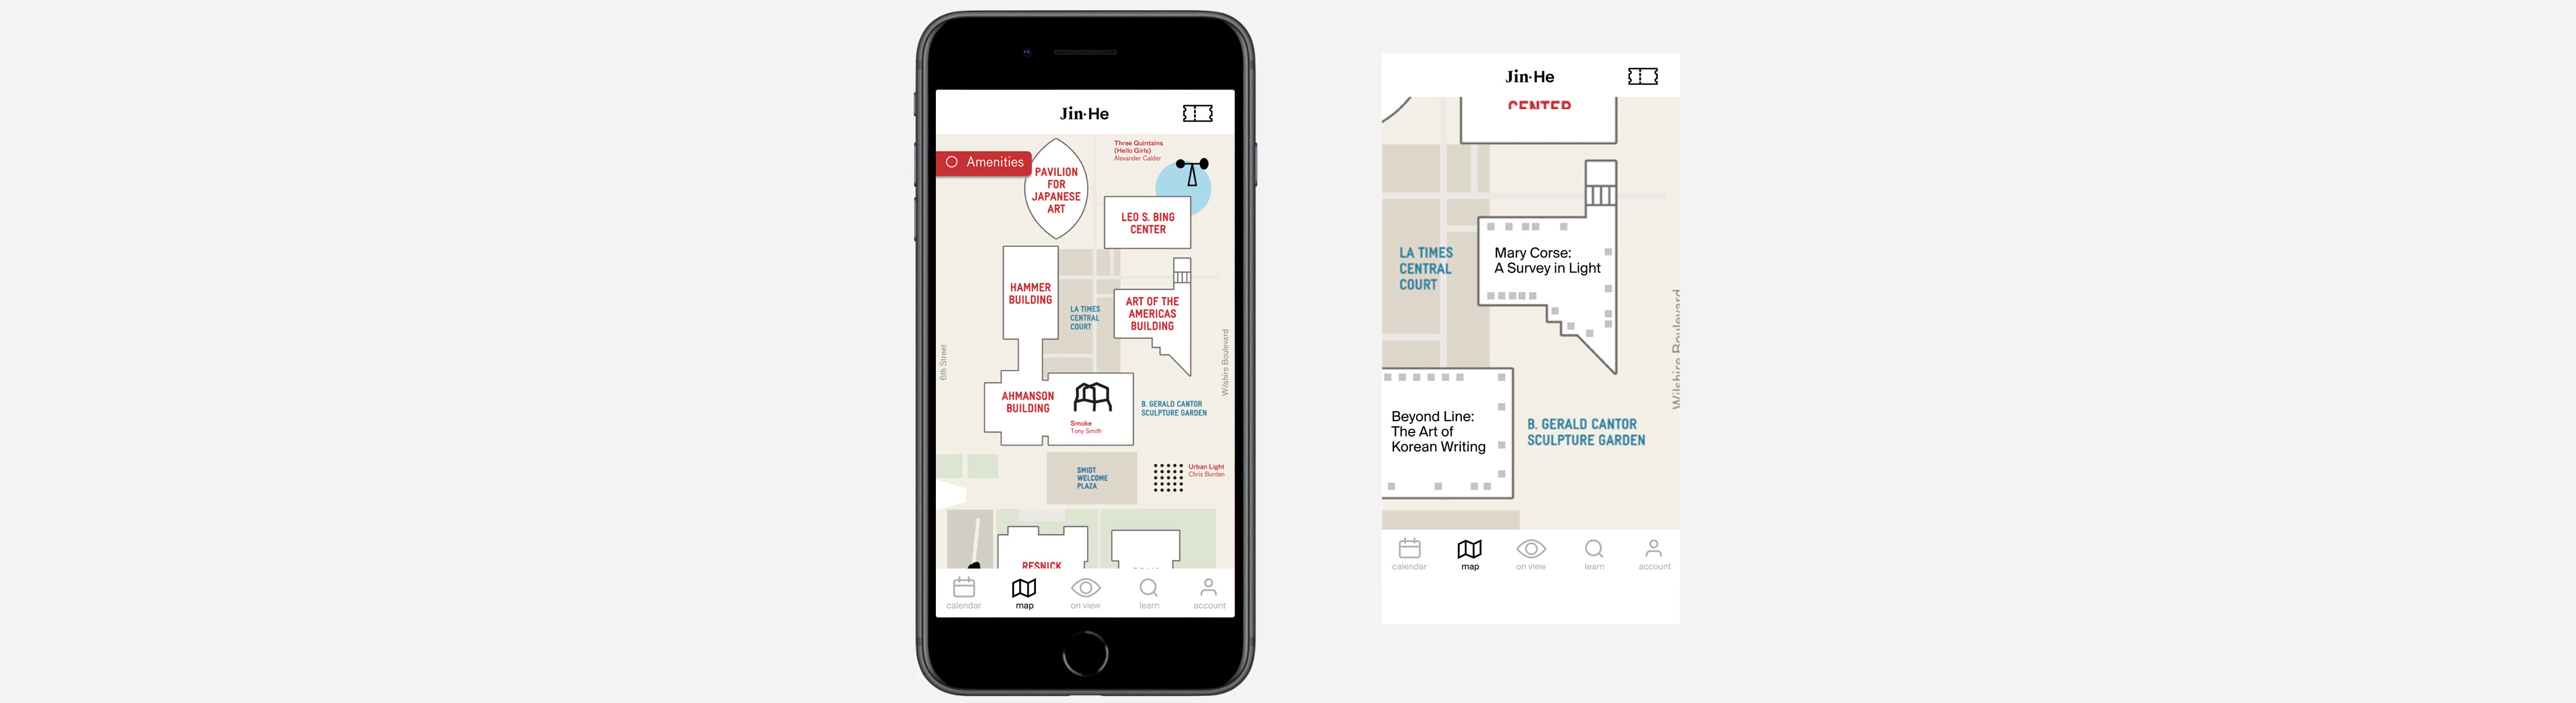 Jin·He
Amenities
Three Quintains
(Hello Girls)
Alexander Calder
PAVILION
FOR
JAPANESE
ART
LEO S. BING
CENTER
HAMMER
BUILDING
LA TIMES
CENTRAL
COURT
ART OF THE
AMERICAS
BUILDING
6th Street
Wilshire Boulevard
AHMANSON
BUILDING
Smoke
Tony Smith
B. GERALD CANTOR
SCULPTURE GARDEN
SMIDT
WELCOME
PLAZA
Urban Light
Chris Burden
RESNICK
calendar
map
on view
learn
account
Jin·He
CENTER
LA TIMES
CENTRAL
COURT
Mary Corse:
A Survey in Light
Wilshire Boulevard
Beyond Line:
The Art of
Korean Writing
B. GERALD CANTOR
SCULPTURE GARDEN
calendar
map
on view
learn
account